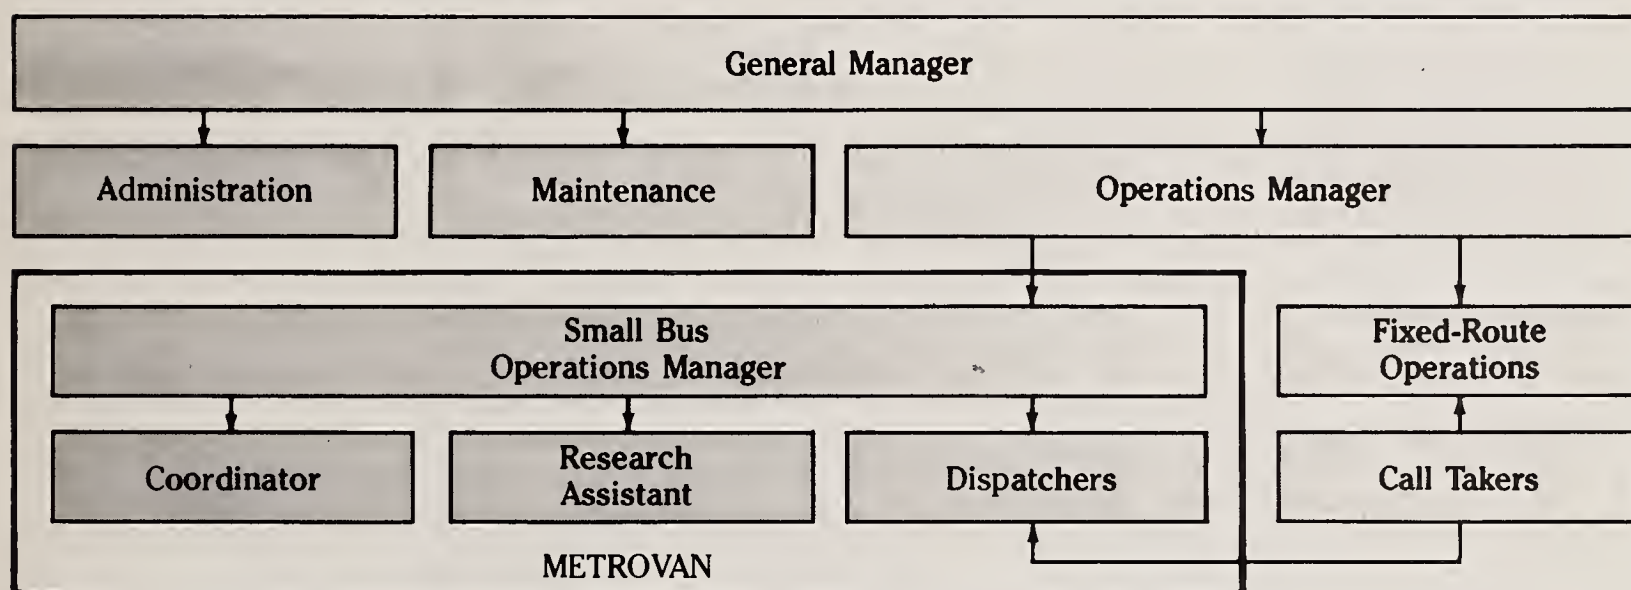 General Manager
Administration
Maintenance
Operations Manager
Small Bus
Operations Manager
Fixed-Route
Operations
Coordinator
Research
Assistant
Dispatchers
Call Takers
METROVAN